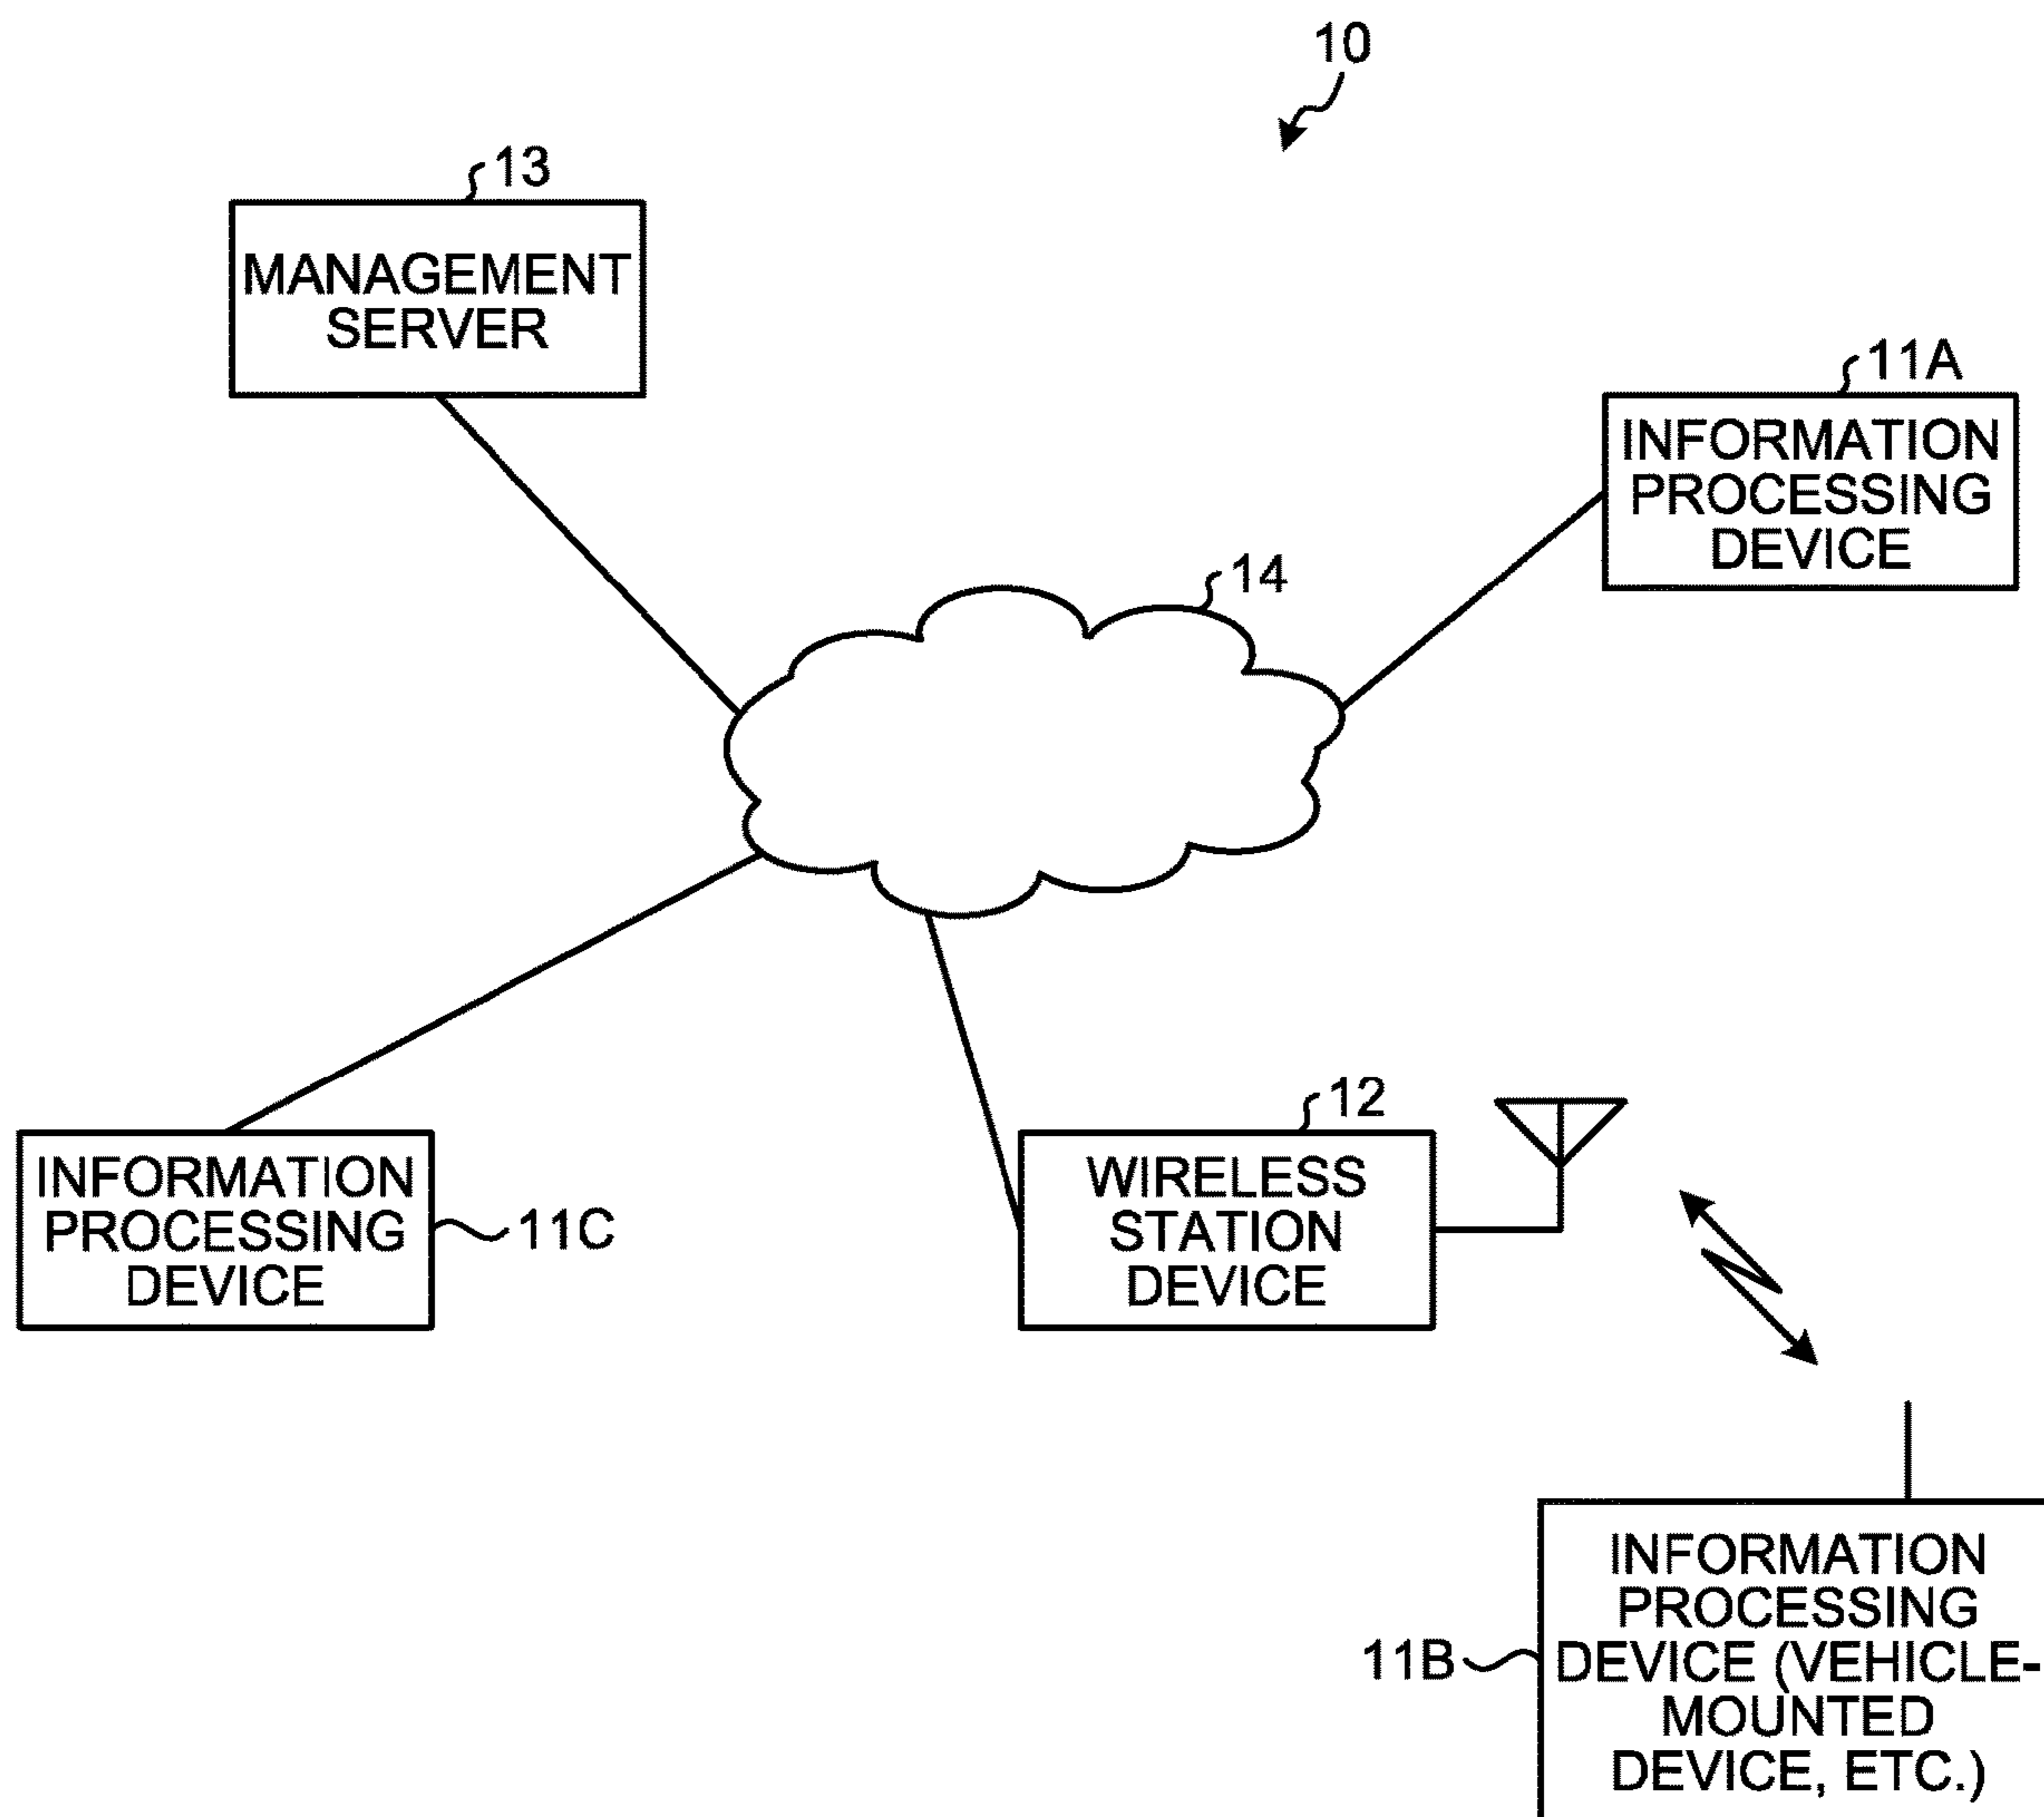 10
13
MANAGEMENT
SERVER
11A
INFORMATION
PROCESSING
DEVICE
14
12
INFORMATION
PROCESSING
DEVICE
11C
WIRELESS
STATION
DEVICE
11B
INFORMATION
PROCESSING
DEVICE (VEHICLE-
MOUNTED
DEVICE, ETC.)